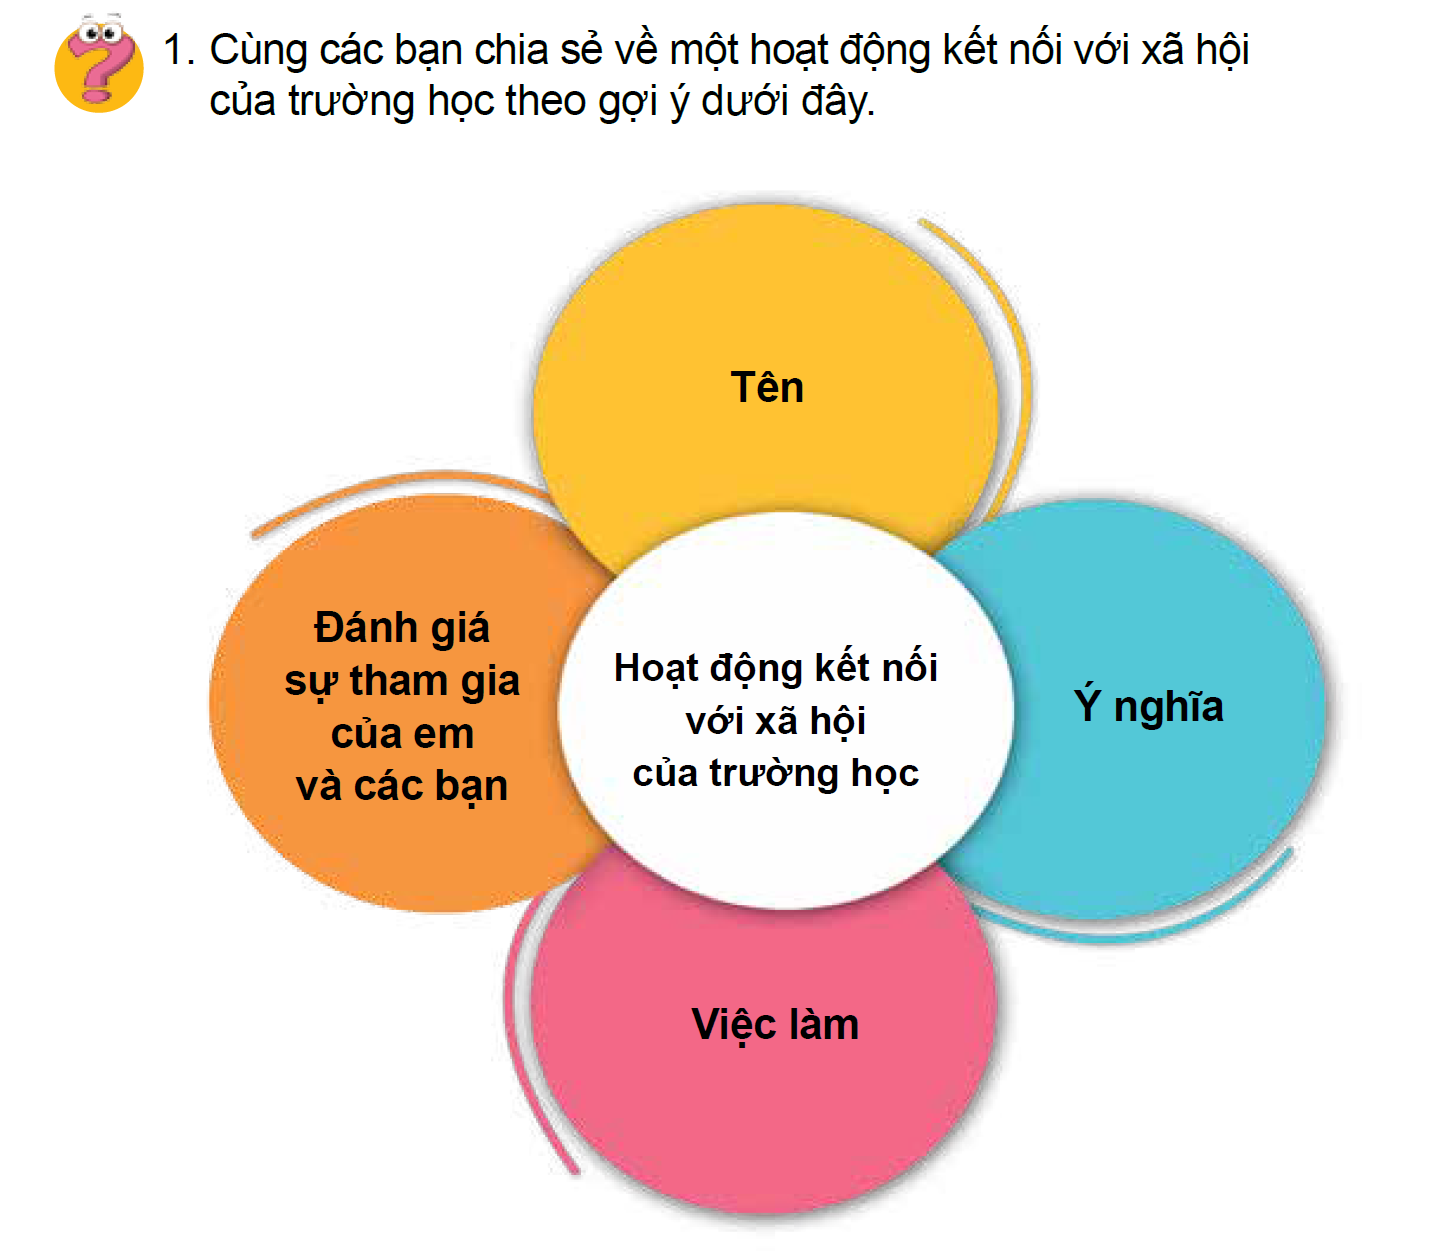 1. Cùng các bạn chia sẻ về một hoạt động kết nối với xã hội
của trường học theo gợi ý dưới đây.
Tên
Đánh giá
sự tham gia
của em
và các bạn
Hoạt động kết nối
với xã hội
của trường học
Ý nghĩa
Việc làm